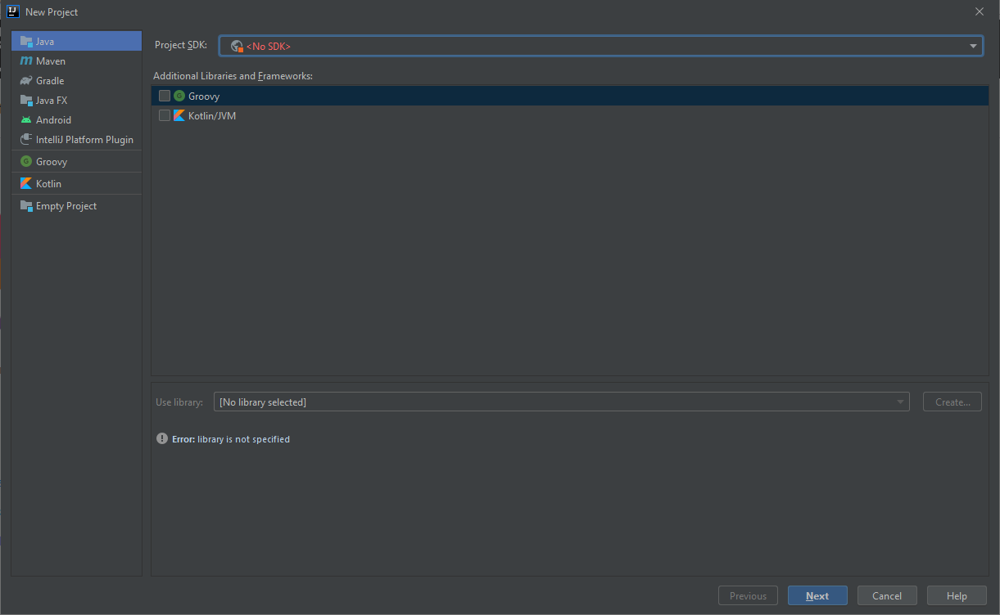 IJ New Project
Java
Maven
Gradle
Java FX
Android
IntelliJ Platform Plugin
Groovy
Kotlin
Empty Project
Project SDK: <No SDK>
Additional Libraries and Frameworks:
G Groovy
Kotlin/JVM
Use library: [No library selected] Create...
Error: library is not specified
Previous Next Cancel Help